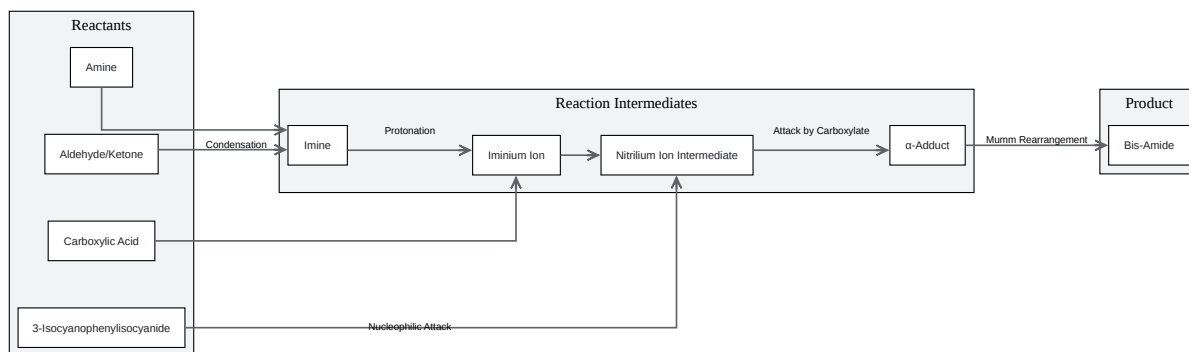 Reactants
Amine
Aldehyde/Ketone
Carboxylic Acid
3-Isocyanophenylisocyanide
Condensation
Nucleophilic Attack
Reaction Intermediates
Imine
Protonation
Iminium Ion
Nitrilium Ion Intermediate
Attack by Carboxylate
α-Adduct
Mumm Rearrangement
Product
Bis-Amide